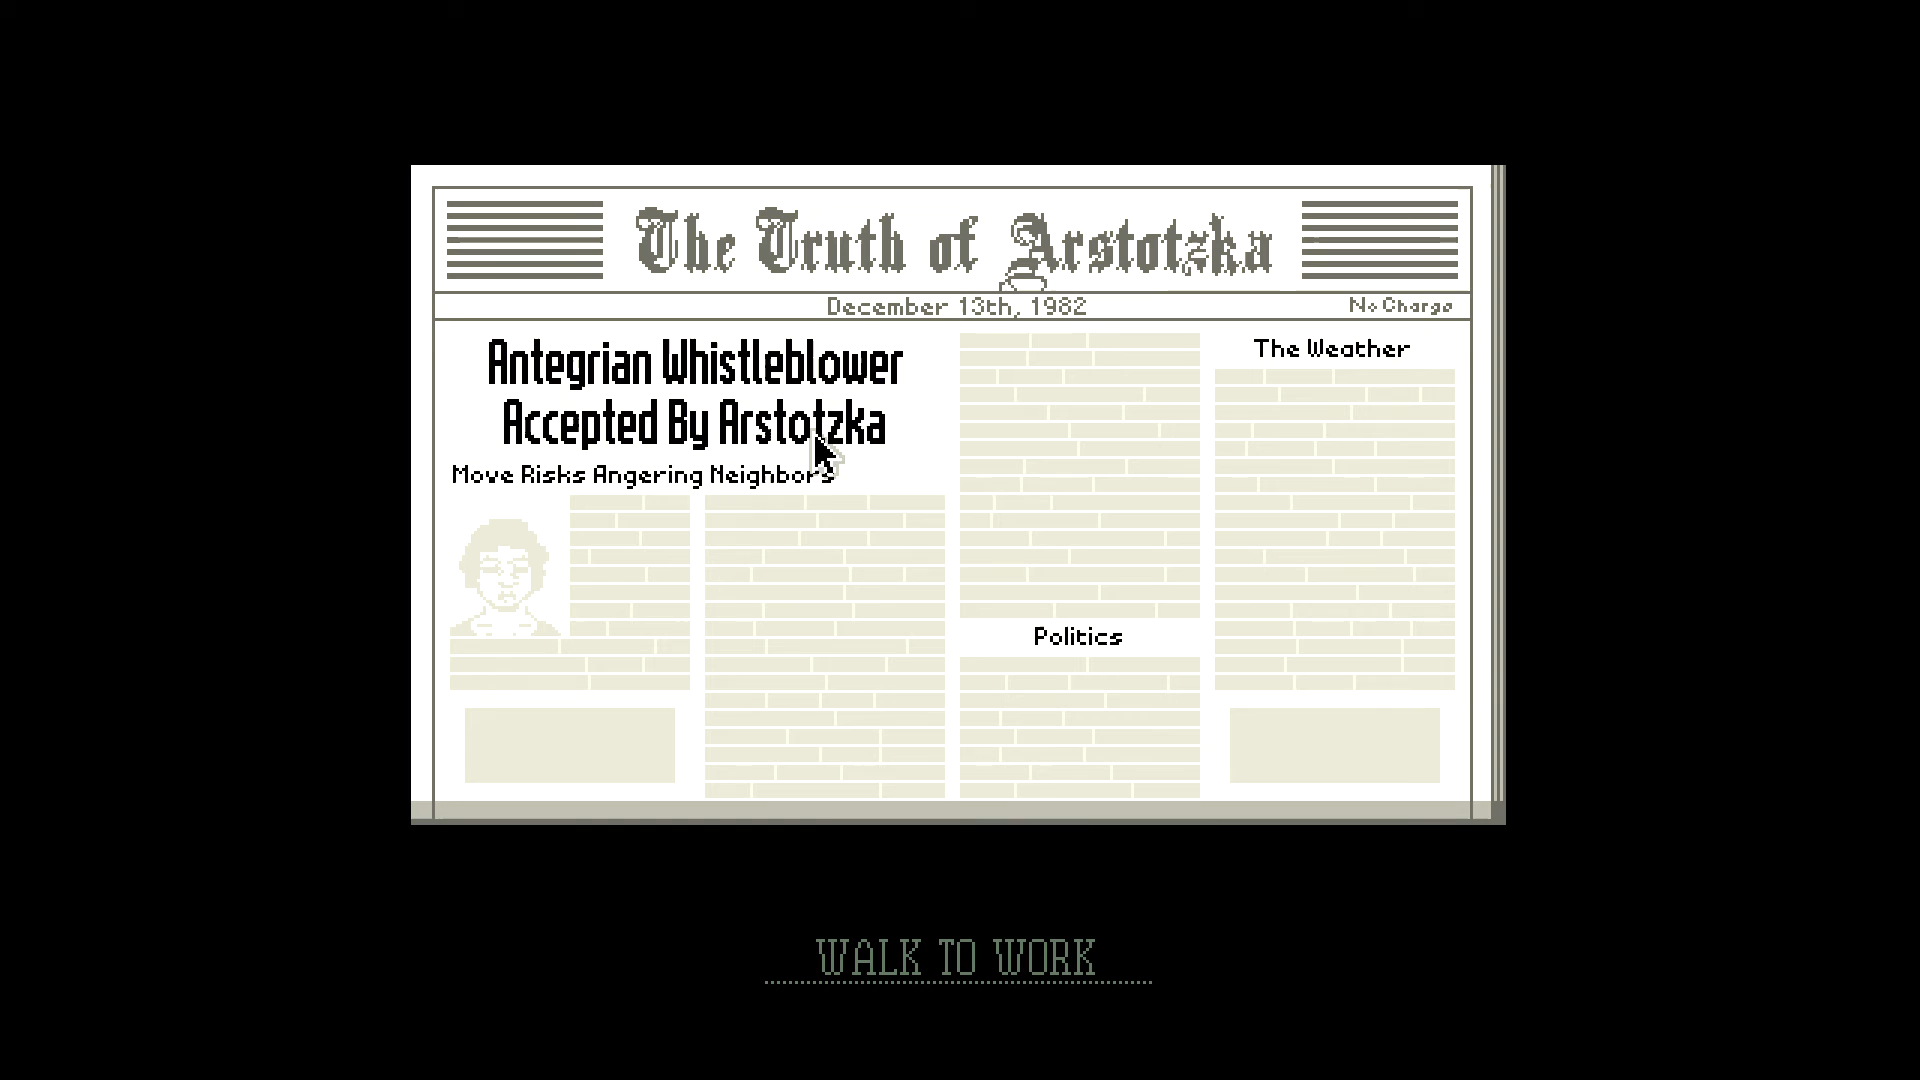 The Truth of Arstotzka
December 13th, 1982
No Charge
Antegrian Whistleblower
Accepted By Arstotzka
Move Risks Angering Neighbors
Politics
The Weather
WALK TO WORK